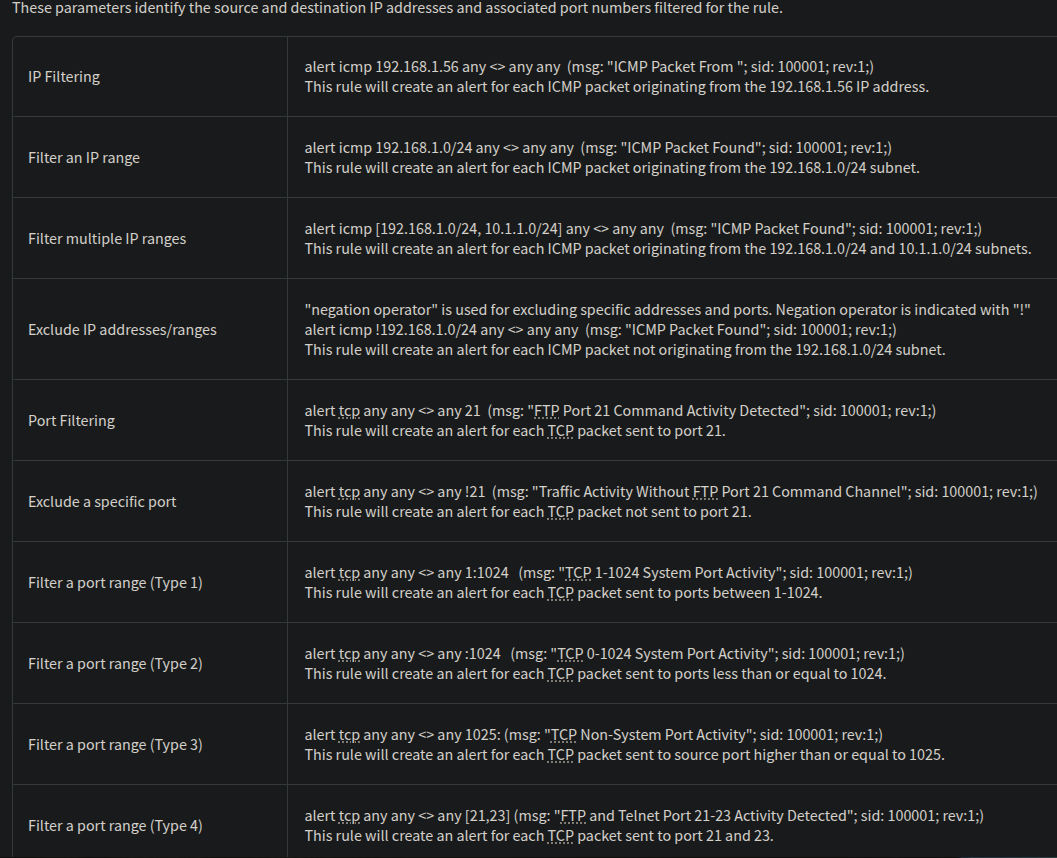 These parameters identify the source and destination IP addresses and associated port numbers filtered for the rule.
IP Filtering
alert icmp 192.168.1.56 any <> any any  (msg: "ICMP Packet From "; sid: 100001; rev:1;)
This rule will create an alert for each ICMP packet originating from the 192.168.1.56 IP address.
Filter an IP range
alert icmp 192.168.1.0/24 any <> any any  (msg: "ICMP Packet Found"; sid: 100001; rev:1;)
This rule will create an alert for each ICMP packet originating from the 192.168.1.0/24 subnet.
Filter multiple IP ranges
alert icmp [192.168.1.0/24, 10.1.1.0/24] any <> any any  (msg: "ICMP Packet Found"; sid: 100001; rev:1;)
This rule will create an alert for each ICMP packet originating from the 192.168.1.0/24 and 10.1.1.0/24 subnets.
Exclude IP addresses/ranges
"negation operator" is used for excluding specific addresses and ports. Negation operator is indicated with "!"
alert icmp !192.168.1.0/24 any <> any any  (msg: "ICMP Packet Found"; sid: 100001; rev:1;)
This rule will create an alert for each ICMP packet not originating from the 192.168.1.0/24 subnet.
Port Filtering
alert tcp any any <> any 21  (msg: "FTP Port 21 Command Activity Detected"; sid: 100001; rev:1;)
This rule will create an alert for each TCP packet sent to port 21.
Exclude a specific port
alert tcp any any <> any !21  (msg: "Traffic Activity Without FTP Port 21 Command Channel"; sid: 100001; rev:1;)
This rule will create an alert for each TCP packet not sent to port 21.
Filter a port range (Type 1)
alert tcp any any <> any 1:1024   (msg: "TCP 1-1024 System Port Activity"; sid: 100001; rev:1;)
This rule will create an alert for each TCP packet sent to ports between 1-1024.
Filter a port range (Type 2)
alert tcp any any <> any :1024   (msg: "TCP 0-1024 System Port Activity"; sid: 100001; rev:1;)
This rule will create an alert for each TCP packet sent to ports less than or equal to 1024.
Filter a port range (Type 3)
alert tcp any any <> any 1025: (msg: "TCP Non-System Port Activity"; sid: 100001; rev:1;)
This rule will create an alert for each TCP packet sent to source port higher than or equal to 1025.
Filter a port range (Type 4)
alert tcp any any <> any [21,23] (msg: "FTP and Telnet Port 21-23 Activity Detected"; sid: 100001; rev:1;)
This rule will create an alert for each TCP packet sent to port 21 and 23.